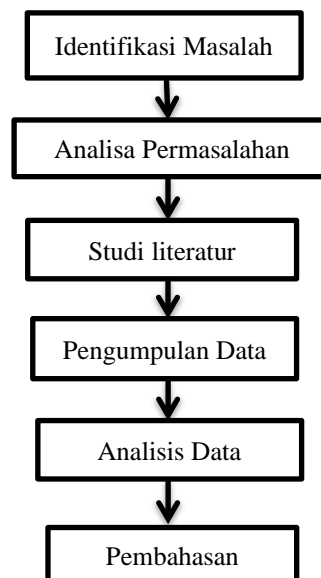 Identifikasi Masalah
Analisa Permasalahan
Studi literatur
Pengumpulan Data
Analisis Data
Pembahasan